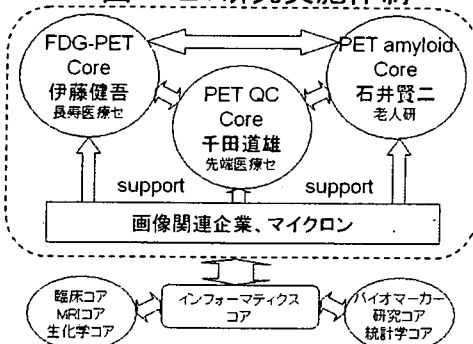 FDG-PET
Core
伊藤健吾
長寿医療セ
PET amyloid
Core
石井賢二
老人研
PET QC
Core
千田道雄
先端医療セ
support
support
画像関連企業、マイクロン
臨床コア
MRIコア
生化学コア
インフォーマティクス
コア
バイオマーカー
研究コア
統計学コア